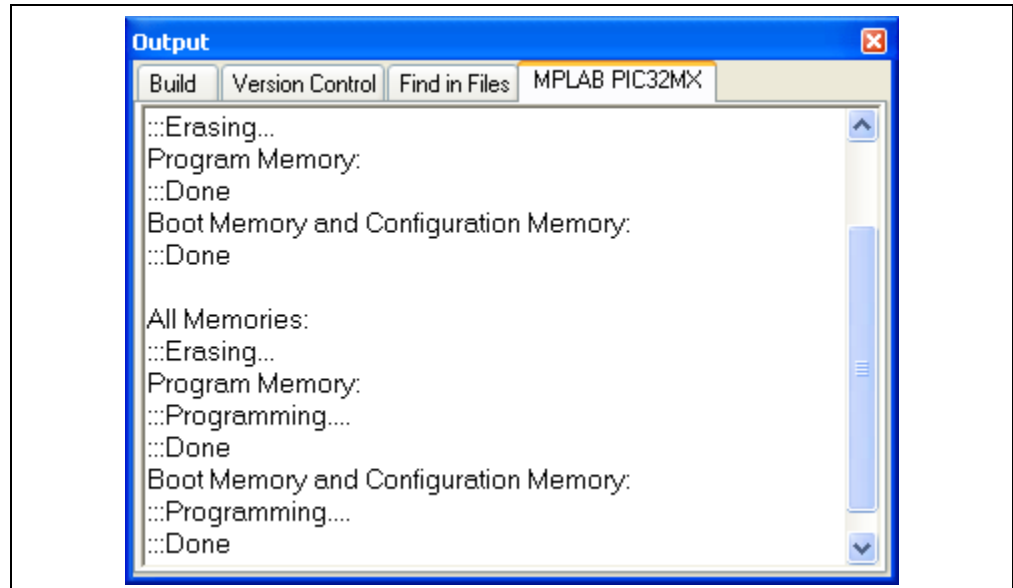 Output
Build Version Control Find in Files MPLAB PIC32MX
:::Erasing...
Program Memory:
:::Done
Boot Memory and Configuration Memory:
:::Done

All Memories:
:::Erasing...
Program Memory:
:::Programming....
:::Done
Boot Memory and Configuration Memory:
:::Programming....
:::Done